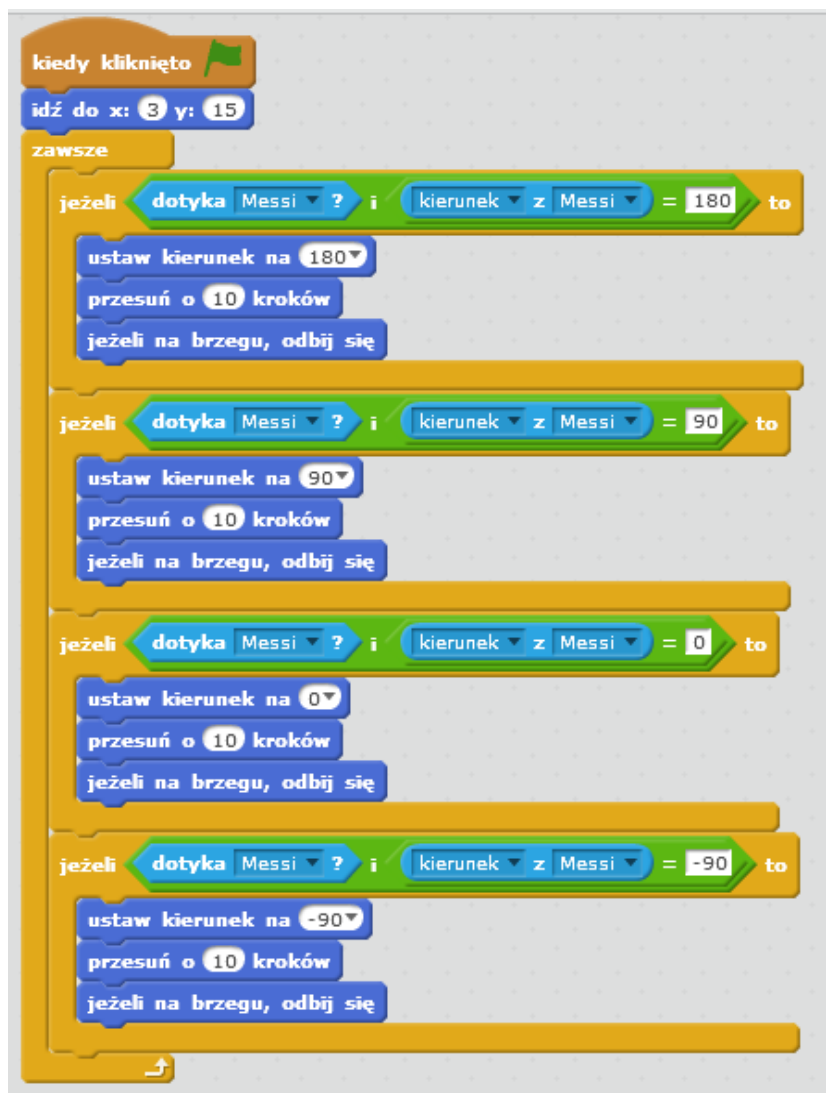 kiedy kliknięto
idź do x: 3 y: 15
zawsze
jeżeli dotyka Messi ? i kierunek z Messi = 180 to
ustaw kierunek na 180
przesuń o 10 kroków
jeżeli na brzegu, odbij się
jeżeli dotyka Messi ? i kierunek z Messi = 90 to
ustaw kierunek na 90
przesuń o 10 kroków
jeżeli na brzegu, odbij się
jeżeli dotyka Messi ? i kierunek z Messi = 0 to
ustaw kierunek na 0
przesuń o 10 kroków
jeżeli na brzegu, odbij się
jeżeli dotyka Messi ? i kierunek z Messi = -90 to
ustaw kierunek na -90
przesuń o 10 kroków
jeżeli na brzegu, odbij się